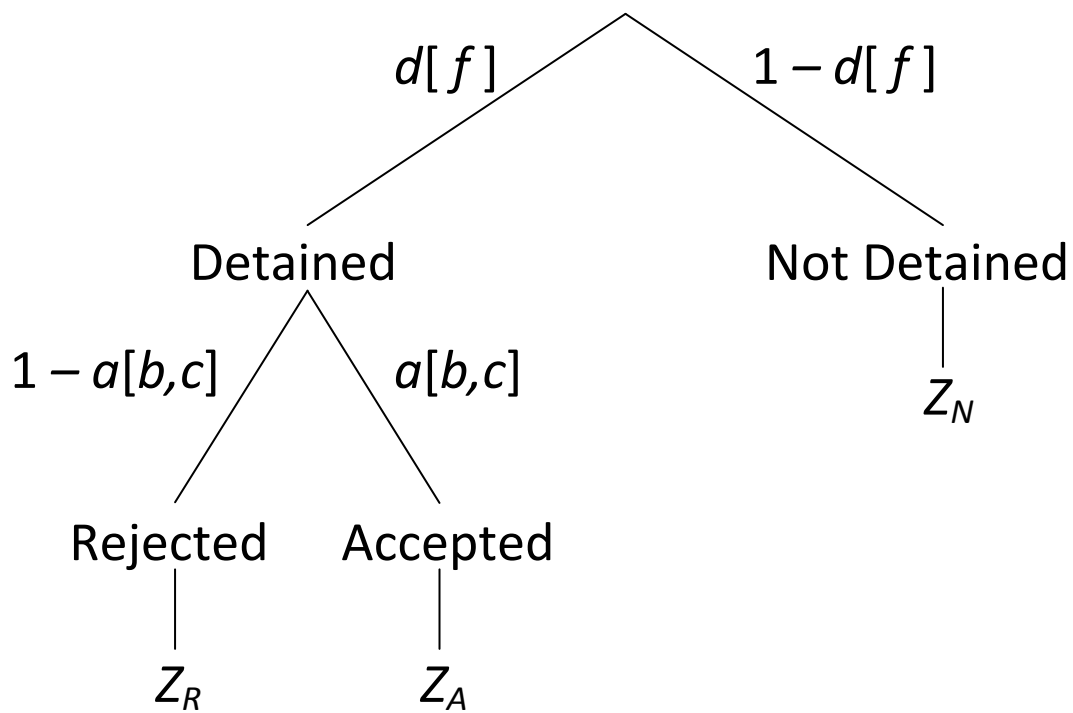 d[ f ]
1 – d[ f ]
Detained
Not Detained
1 – a[b,c]
a[b,c]
Z_N
Rejected
Accepted
Z_R
Z_A